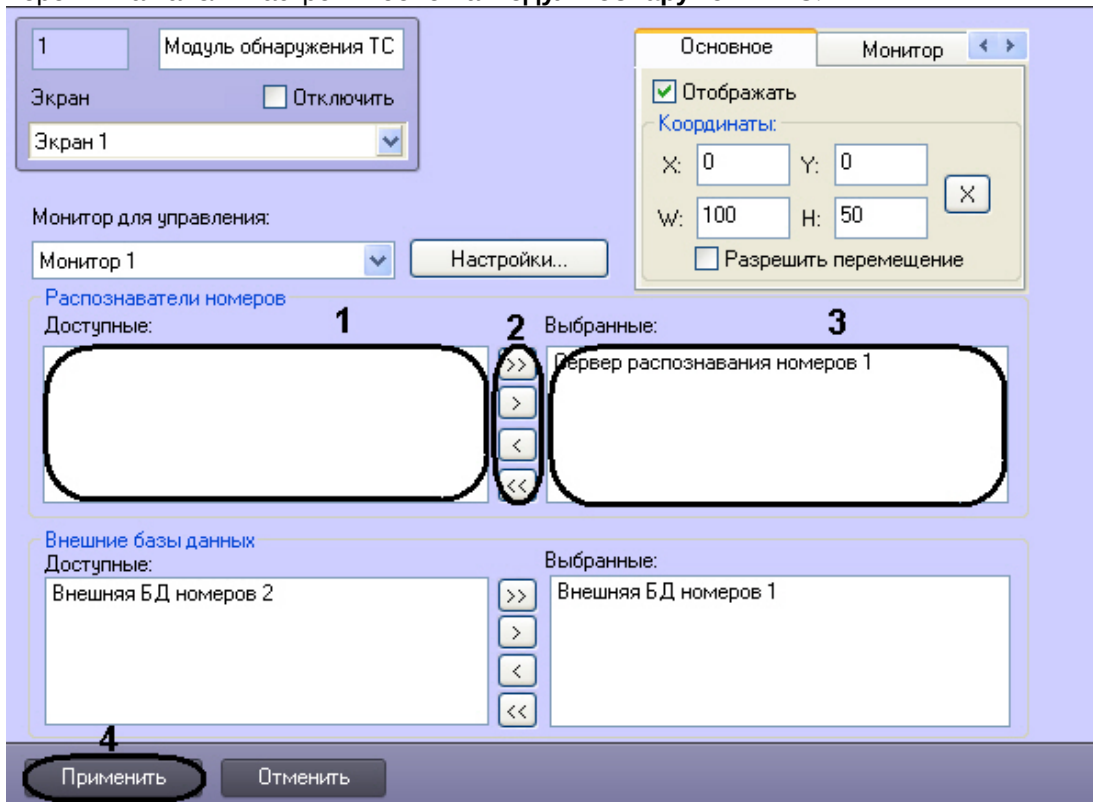 1
Модуль обнаружения ТС
Экран
Отключить
Экран 1
Основное
Монитор
Отображать
Координаты:
X: 0 Y: 0
X
W: 100 H: 50
Разрешить перемещение
Монитор для управления:
Монитор 1
Настройки...
Распознаватели номеров
Доступные:
1
2
Выбранные:
3
>>
>
<
<<
Сервер распознавания номеров 1
Внешние базы данных
Доступные:
Внешняя БД номеров 2
>>
>
<
<<
Выбранные:
Внешняя БД номеров 1
4
Применить
Отменить